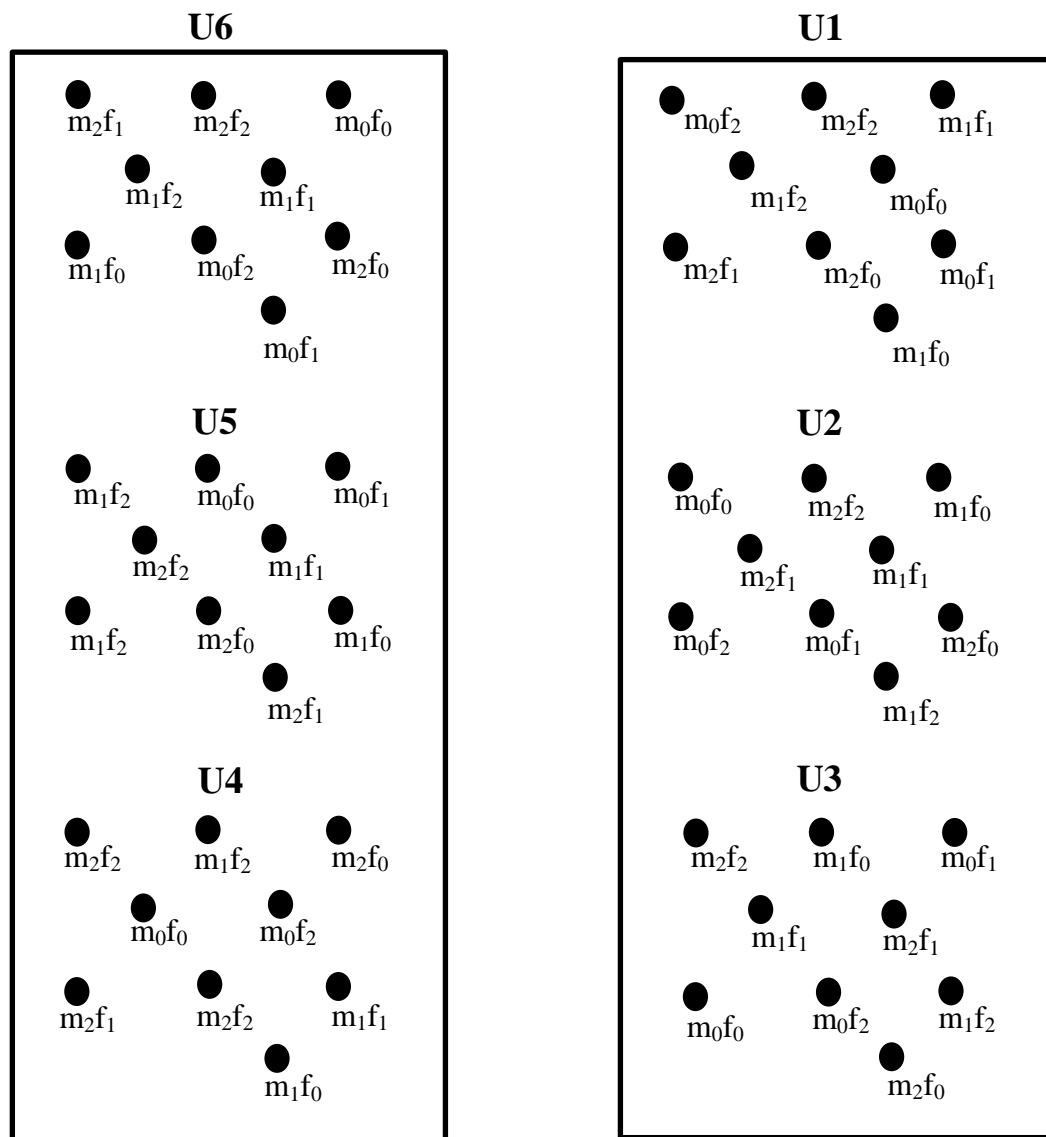 U6
m₂f₁ m₂f₂ m₀f₀
m₁f₂ m₁f₁
m₁f₀ m₀f₂ m₂f₀
m₀f₁
U5
m₁f₂ m₀f₀ m₀f₁
m₂f₂ m₁f₁
m₁f₂ m₂f₀ m₁f₀
m₂f₁
U4
m₂f₂ m₁f₂ m₂f₀
m₀f₀ m₀f₂
m₂f₁ m₂f₂ m₁f₁
m₁f₀
U1
m₀f₂ m₂f₂ m₁f₁
m₁f₂ m₀f₀
m₂f₁ m₂f₀ m₀f₁
m₁f₀
U2
m₀f₀ m₂f₂ m₁f₀
m₂f₁ m₁f₁
m₀f₂ m₀f₁ m₂f₀
m₁f₂
U3
m₂f₂ m₁f₀ m₀f₁
m₁f₁ m₂f₁
m₀f₀ m₀f₂ m₁f₂
m₂f₀